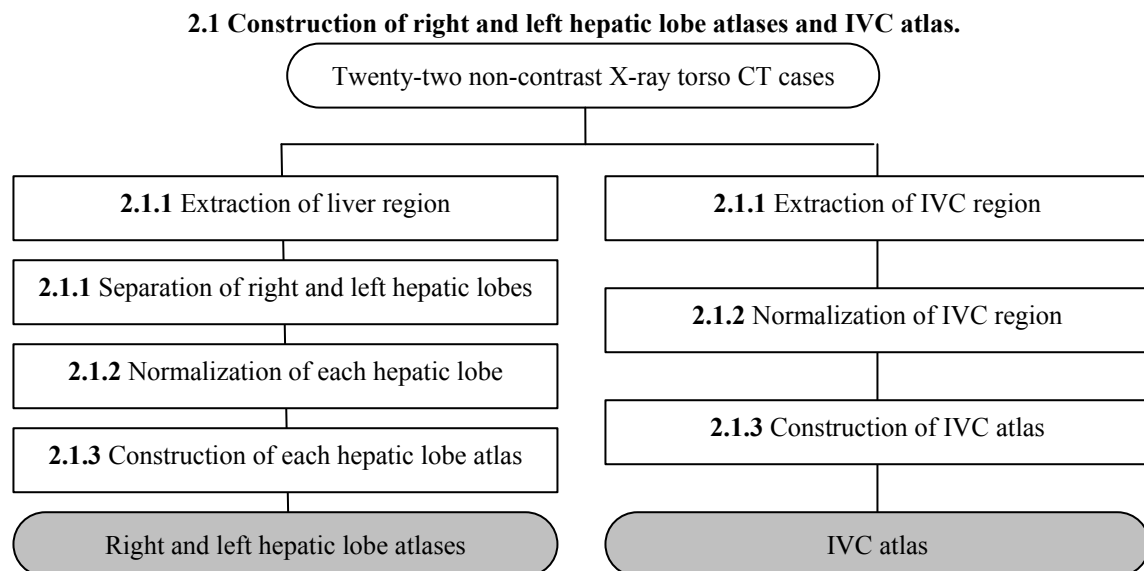 2.1 Construction of right and left hepatic lobe atlases and IVC atlas.
Twenty-two non-contrast X-ray torso CT cases
2.1.1 Extraction of liver region
2.1.1 Separation of right and left hepatic lobes
2.1.2 Normalization of each hepatic lobe
2.1.3 Construction of each hepatic lobe atlas
Right and left hepatic lobe atlases
2.1.1 Extraction of IVC region
2.1.2 Normalization of IVC region
2.1.3 Construction of IVC atlas
IVC atlas